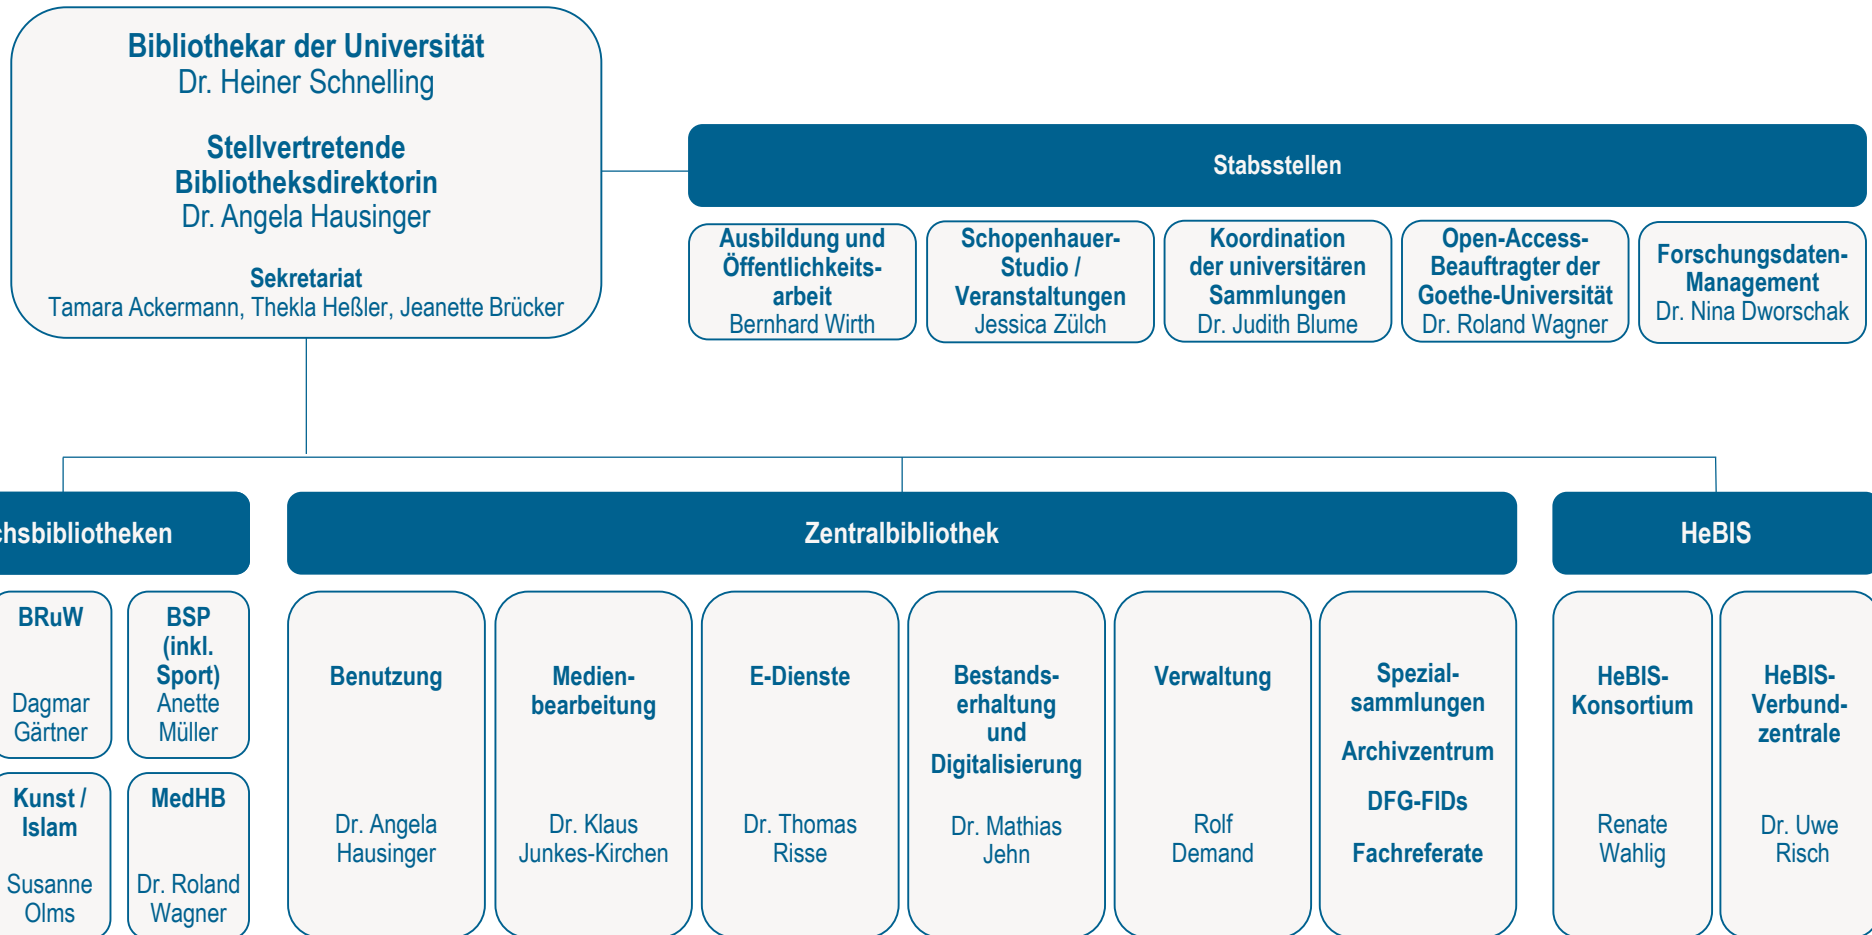 Bibliothekar der Universität
Dr. Heiner Schnelling
Stellvertretende
Bibliotheksdirektorin
Dr. Angela Hausinger
Sekretariat
Tamara Ackermann, Thekla Heßler, Jeanette Brücker
Stabsstellen
Ausbildung und
Öffentlichkeits-
arbeit
Bernhard Wirth
Schopenhauer-
Studio /
Veranstaltungen
Jessica Zülch
Koordination
der universitären
Sammlungen
Dr. Judith Blume
Open-Access-
Beauftragter der
Goethe-Universität
Dr. Roland Wagner
Forschungsdaten-
Management
Dr. Nina Dworschak
chsbibliotheken
BRuW
Dagmar
Gärtner
BSP
(inkl.
Sport)
Anette
Müller
Kunst /
Islam
Susanne
Olms
MedHB
Dr. Roland
Wagner
Zentralbibliothek
Benutzung
Dr. Angela
Hausinger
Medien-
bearbeitung
Dr. Klaus
Junkes-Kirchen
E-Dienste
Dr. Thomas
Risse
Bestands-
erhaltung
und
Digitalisierung
Dr. Mathias
Jehn
Verwaltung
Rolf
Demand
Spezial-
sammlungen
Archivzentrum
DFG-FIDs
Fachreferate
HeBIS
HeBIS-
Konsortium
Renate
Wahlig
HeBIS-
Verbund-
zentrale
Dr. Uwe
Risch